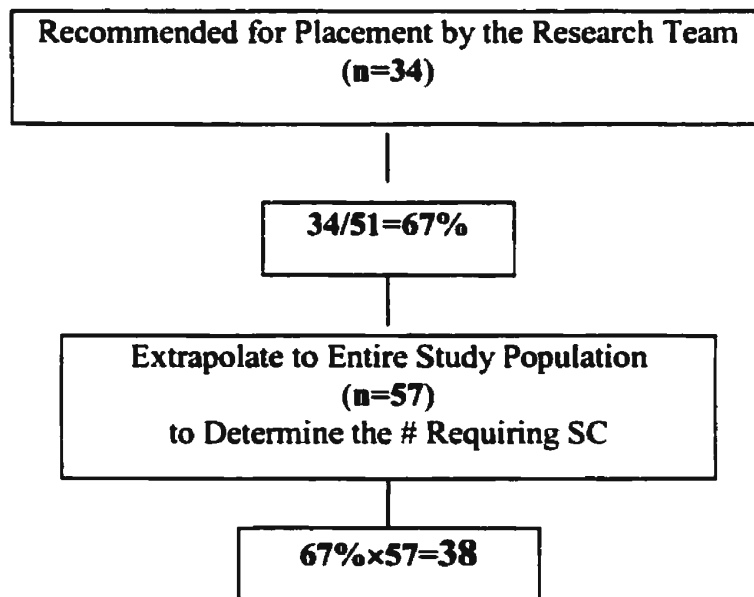 Recommended for Placement by the Research Team
(n=34)
34/51=67%
Extrapolate to Entire Study Population
(n=57)
to Determine the # Requiring SC
67%×57=38